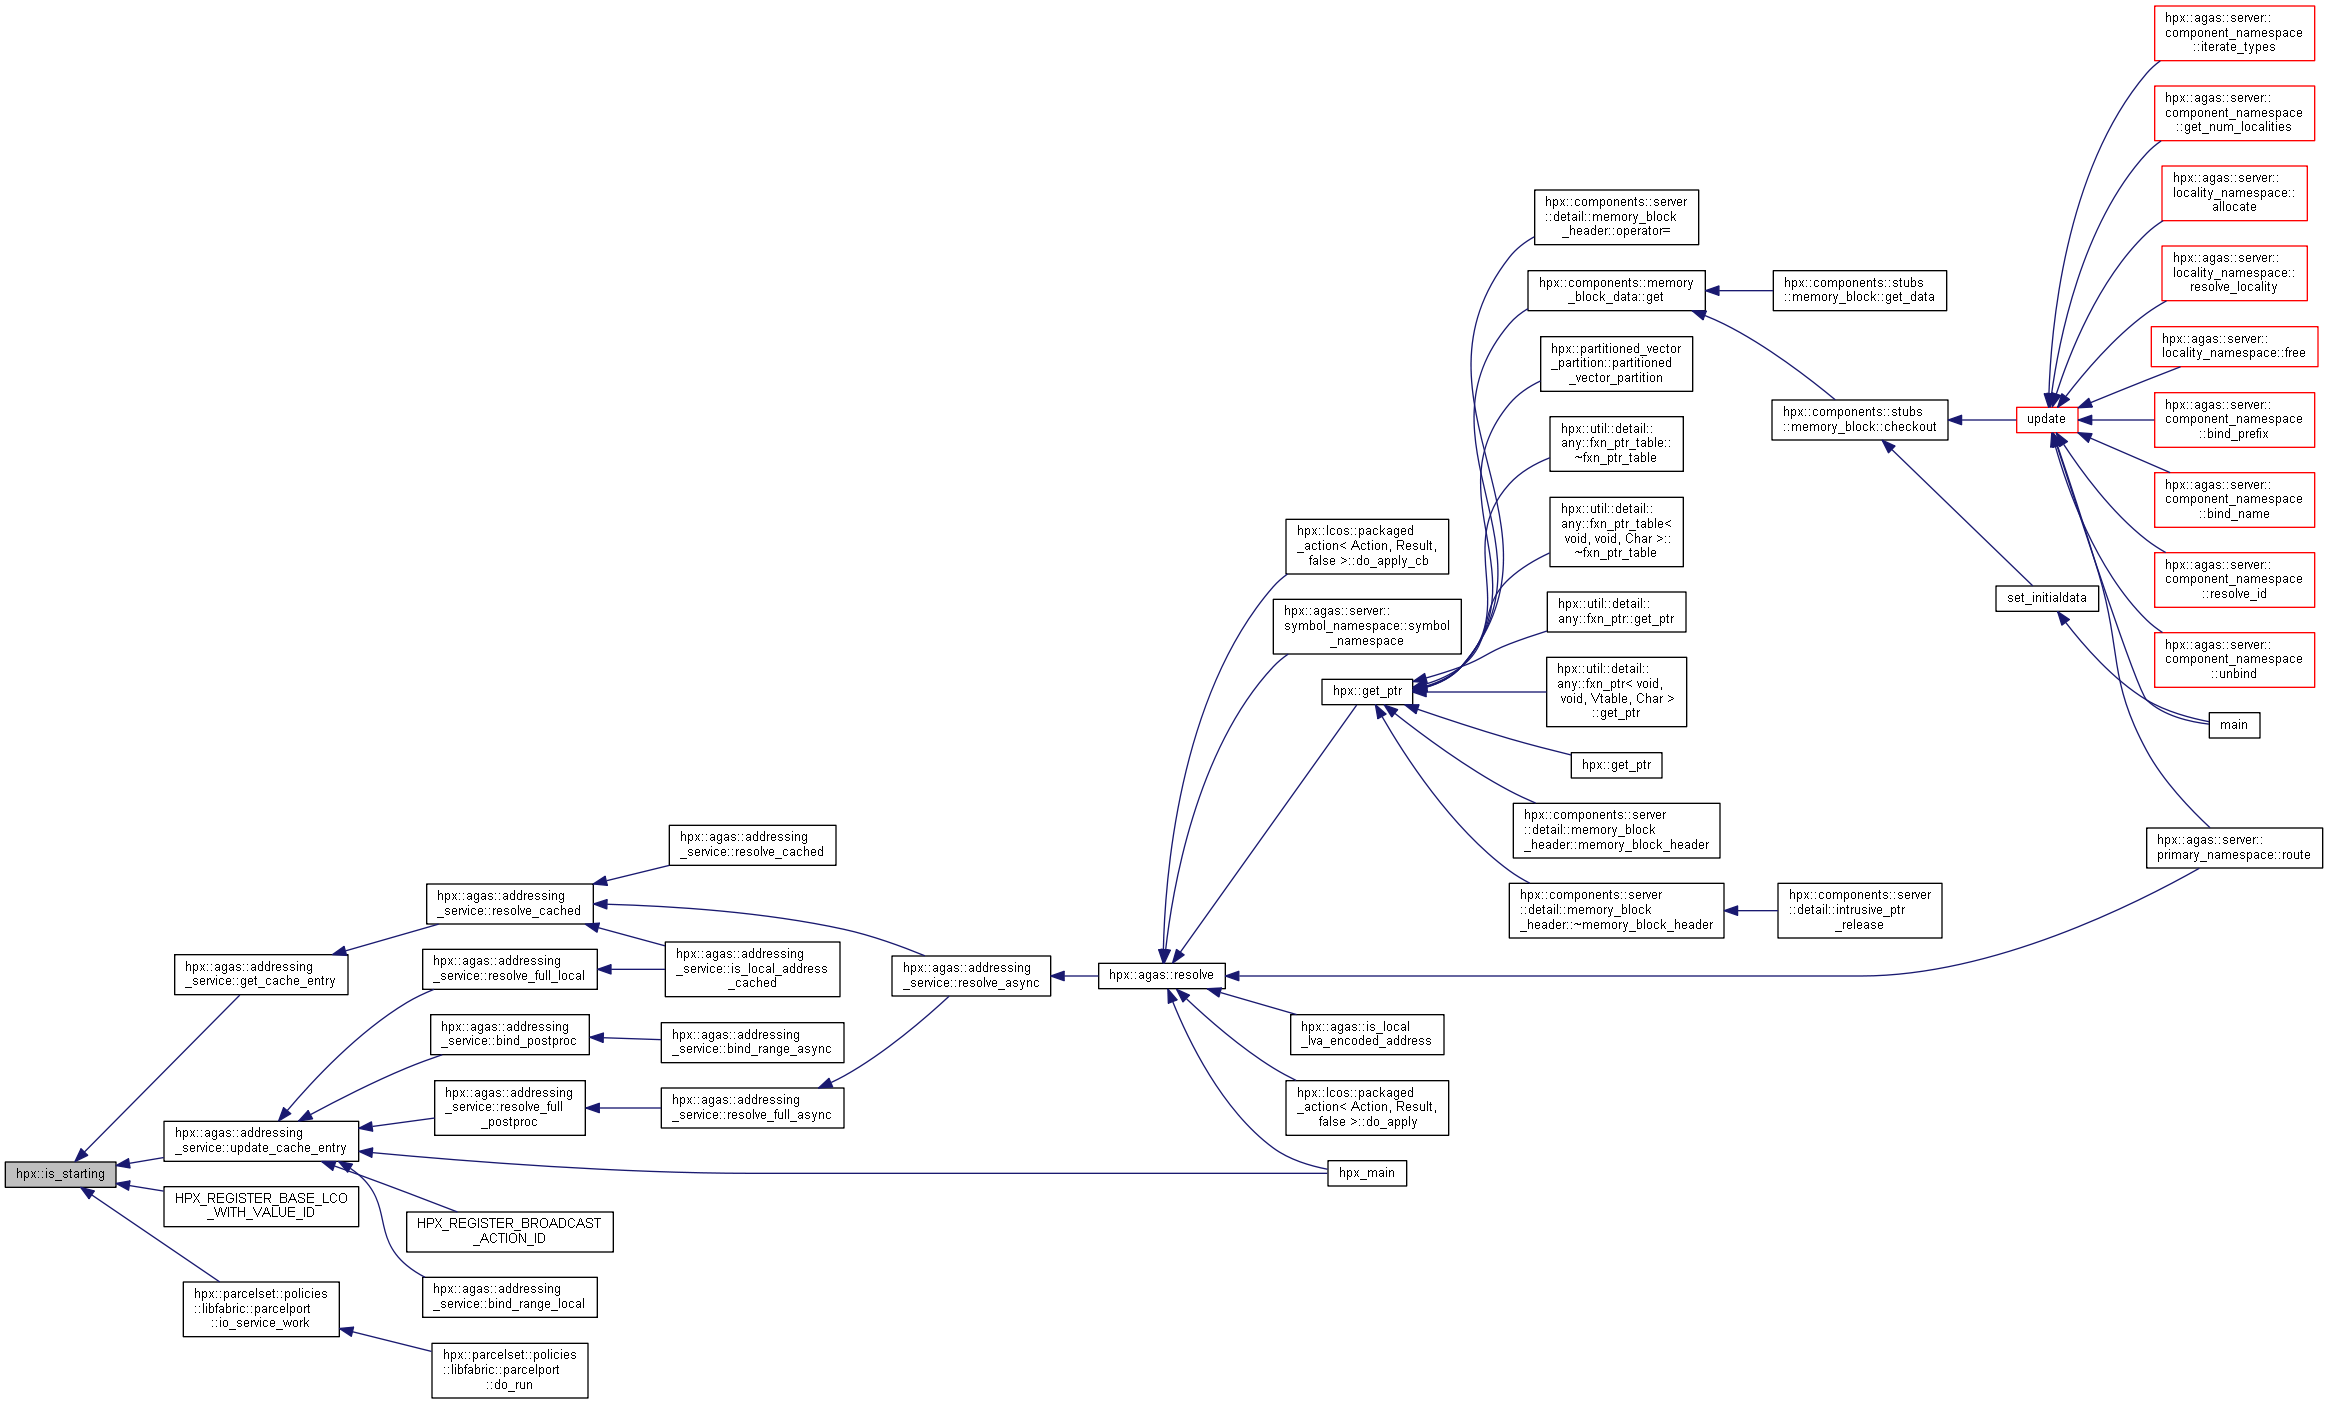 hpx::is_starting
hpx::agas::addressing
_service::get_cache_entry
hpx::agas::addressing
_service::update_cache_entry
HPX_REGISTER_BASE_LCO
_WITH_VALUE_ID
hpx::parcelset::policies
::libfabric::parcelport
::io_service_work
hpx::agas::addressing
_service::resolve_cached
hpx::agas::addressing
_service::resolve_full_local
hpx::agas::addressing
_service::bind_postproc
hpx::agas::addressing
_service::resolve_full
_postproc
HPX_REGISTER_BROADCAST
_ACTION_ID
hpx::agas::addressing
_service::bind_range_local
hpx::parcelset::policies
::libfabric::parcelport
::do_run
hpx::agas::addressing
_service::resolve_cached
hpx::agas::addressing
_service::is_local_address
_cached
hpx::agas::addressing
_service::bind_range_async
hpx::agas::addressing
_service::resolve_full_async
hpx::agas::addressing
_service::resolve_async
hpx::agas::resolve
hpx::lcos::packaged
_action< Action, Result,
false >::do_apply_cb
hpx::agas::server::
symbol_namespace::symbol
_namespace
hpx::get_ptr
hpx::agas::is_local
_lva_encoded_address
hpx::lcos::packaged
_action< Action, Result,
false >::do_apply
hpx_main
hpx::components::server
::detail::memory_block
_header::operator=
hpx::components::memory
_block_data::get
hpx::partitioned_vector
_partition::partitioned
_vector_partition
hpx::util::detail::
any::fxn_ptr_table::
~fxn_ptr_table
hpx::util::detail::
any::fxn_ptr_table<
void, void, Char >::
~fxn_ptr_table
hpx::util::detail::
any::fxn_ptr::get_ptr
hpx::util::detail::
any::fxn_ptr< void,
void, Vtable, Char >
::get_ptr
hpx::get_ptr
hpx::components::server
::detail::memory_block
_header::memory_block_header
hpx::components::server
::detail::memory_block
_header::~memory_block_header
hpx::components::stubs
::memory_block::get_data
hpx::components::stubs
::memory_block::checkout
hpx::components::server
::detail::intrusive_ptr
_release
update
set_initialdata
hpx::agas::server::
component_namespace
::iterate_types
hpx::agas::server::
component_namespace
::get_num_localities
hpx::agas::server::
locality_namespace::
allocate
hpx::agas::server::
locality_namespace::
resolve_locality
hpx::agas::server::
locality_namespace::free
hpx::agas::server::
component_namespace
::bind_prefix
hpx::agas::server::
component_namespace
::bind_name
hpx::agas::server::
component_namespace
::resolve_id
hpx::agas::server::
component_namespace
::unbind
main
hpx::agas::server::
primary_namespace::route